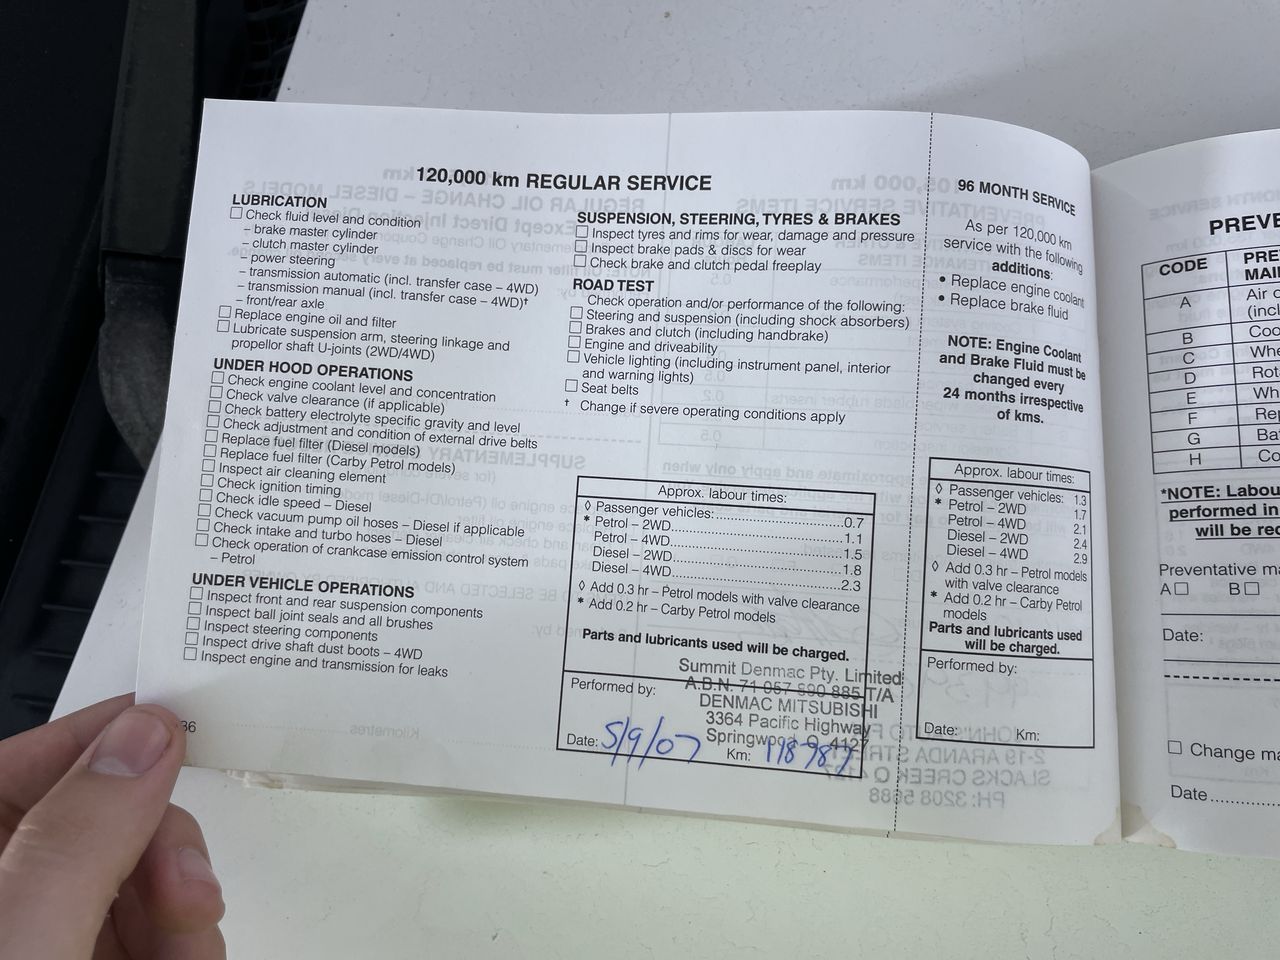 120,000 km REGULAR SERVICE
LUBRICATION
Check fluid level and condition
– brake master cylinder
– clutch master cylinder
– power steering
– transmission automatic (incl. transfer case – 4WD)
– transmission manual (incl. transfer case – 4WD)†
– front/rear axle
Replace engine oil and filter
Lubricate suspension arm, steering linkage and
propellor shaft U-joints (2WD/4WD)
UNDER HOOD OPERATIONS
Check engine coolant level and concentration
Check valve clearance (if applicable)
Check battery electrolyte specific gravity and level
Check adjustment and condition of external drive belts
Replace fuel filter (Diesel models)
Replace fuel filter (Carby Petrol models)
Inspect air cleaning element
Check ignition timing
Check idle speed – Diesel
Check vacuum pump oil hoses – Diesel if applicable
Check intake and turbo hoses – Diesel
Check operation of crankcase emission control system
– Petrol
UNDER VEHICLE OPERATIONS
Inspect front and rear suspension components
Inspect ball joint seals and all brushes
Inspect steering components
Inspect drive shaft dust boots – 4WD
Inspect engine and transmission for leaks
36
SUSPENSION, STEERING, TYRES & BRAKES
Inspect tyres and rims for wear, damage and pressure
Inspect brake pads & discs for wear
Check brake and clutch pedal freeplay
ROAD TEST
Check operation and/or performance of the following:
Steering and suspension (including shock absorbers)
Brakes and clutch (including handbrake)
Engine and driveability
Vehicle lighting (including instrument panel, interior
and warning lights)
Seat belts
† Change if severe operating conditions apply
Approx. labour times:
◊ Passenger vehicles: 0.7
* Petrol – 2WD 1.1
Petrol – 4WD 1.5
Diesel – 2WD 1.8
Diesel – 4WD 2.3
◊ Add 0.3 hr – Petrol models with valve clearance
* Add 0.2 hr – Carby Petrol models
Parts and lubricants used will be charged.
Summit Denmac Pty. Limited
A.B.N. 71 057 590 885 T/A
DENMAC MITSUBISHI
3364 Pacific Highway
Springwood Q 4127
Performed by:
Date: 5/9/07 Km: 118787
96 MONTH SERVICE
As per 120,000 km
service with the following
additions:
• Replace engine coolant
• Replace brake fluid
NOTE: Engine Coolant
and Brake Fluid must be
changed every
24 months irrespective
of kms.
Approx. labour times:
◊ Passenger vehicles: 1.3
* Petrol – 2WD 1.7
Petrol – 4WD 2.1
Diesel – 2WD 2.4
Diesel – 4WD 2.9
◊ Add 0.3 hr – Petrol models
with valve clearance
* Add 0.2 hr – Carby Petrol
models
Parts and lubricants used
will be charged.
Performed by:
Date: Km:
PREVE
CODE
PRE
MAI
A Air c
(incl
B Coo
C Whe
D Rot
E Wh
F Rep
G Bat
H Co
*NOTE: Labou
performed in
will be rec
Preventative ma
A B
Date:
Change ma
Date